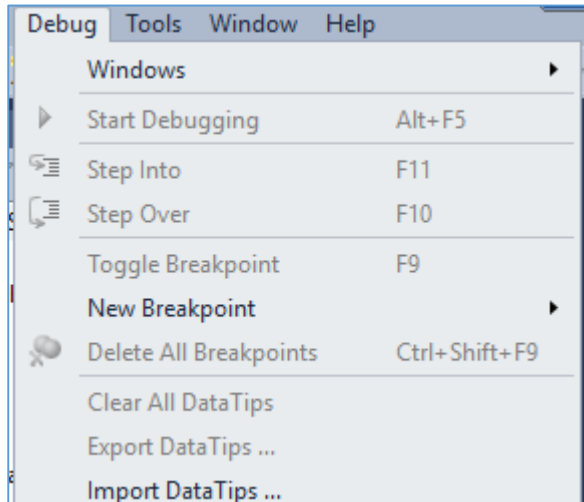 Debug Tools Window Help
Windows
Start Debugging Alt+F5
Step Into F11
Step Over F10
Toggle Breakpoint F9
New Breakpoint
Delete All Breakpoints Ctrl+Shift+F9
Clear All DataTips
Export DataTips ...
Import DataTips ...